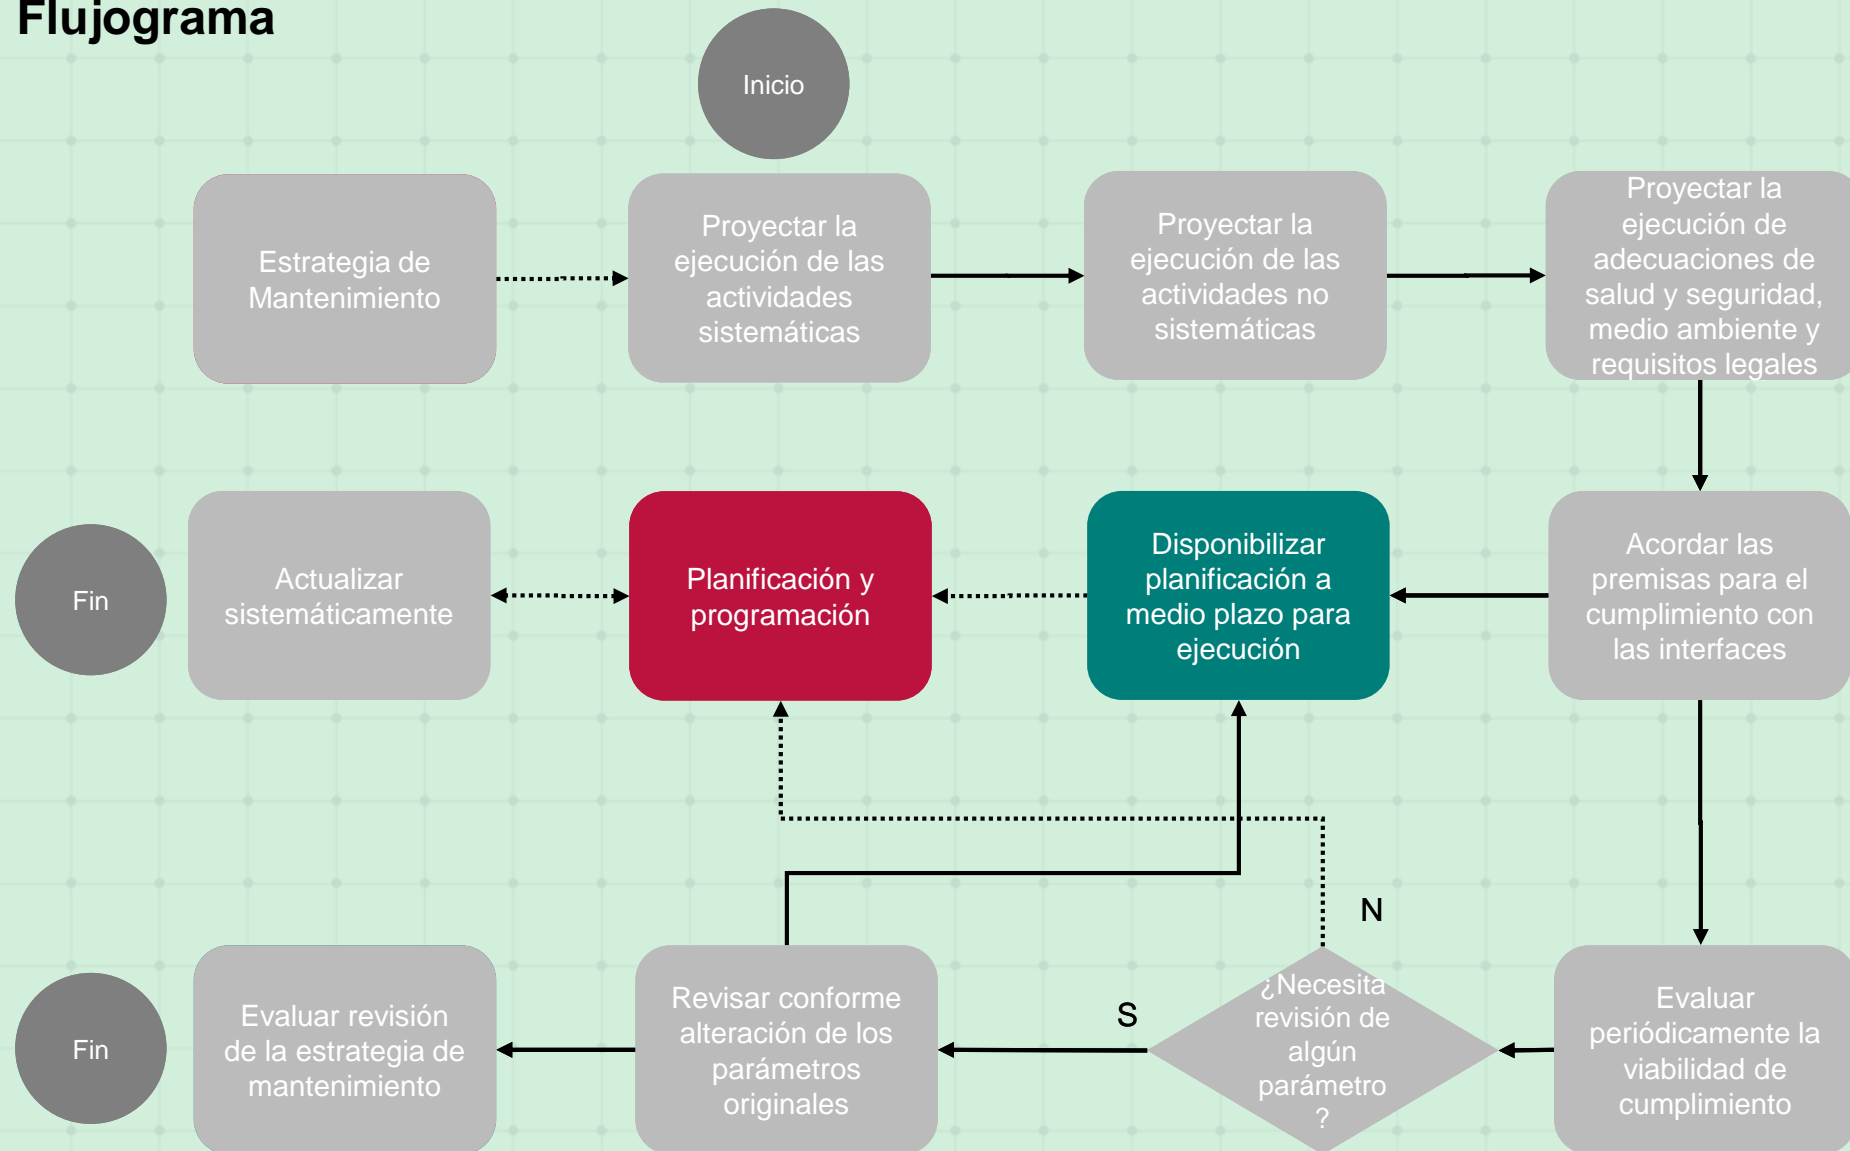 Flujograma
Inicio
Estrategia de
Mantenimiento
Proyectar la
ejecución de las
actividades
sistemáticas
Proyectar la
ejecución de las
actividades no
sistemáticas
Proyectar la
ejecución de
adecuaciones de
salud y seguridad,
medio ambiente y
requisitos legales
Fin
Actualizar
sistemáticamente
Planificación y
programación
Disponibilizar
planificación a
medio plazo para
ejecución
Acordar las
premisas para el
cumplimiento con
las interfaces
N
S
Fin
Evaluar revisión
de la estrategia de
mantenimiento
Revisar conforme
alteración de los
parámetros
originales
¿Necesita
revisión de
algún
parámetro
?
Evaluar
periódicamente la
viabilidad de
cumplimiento